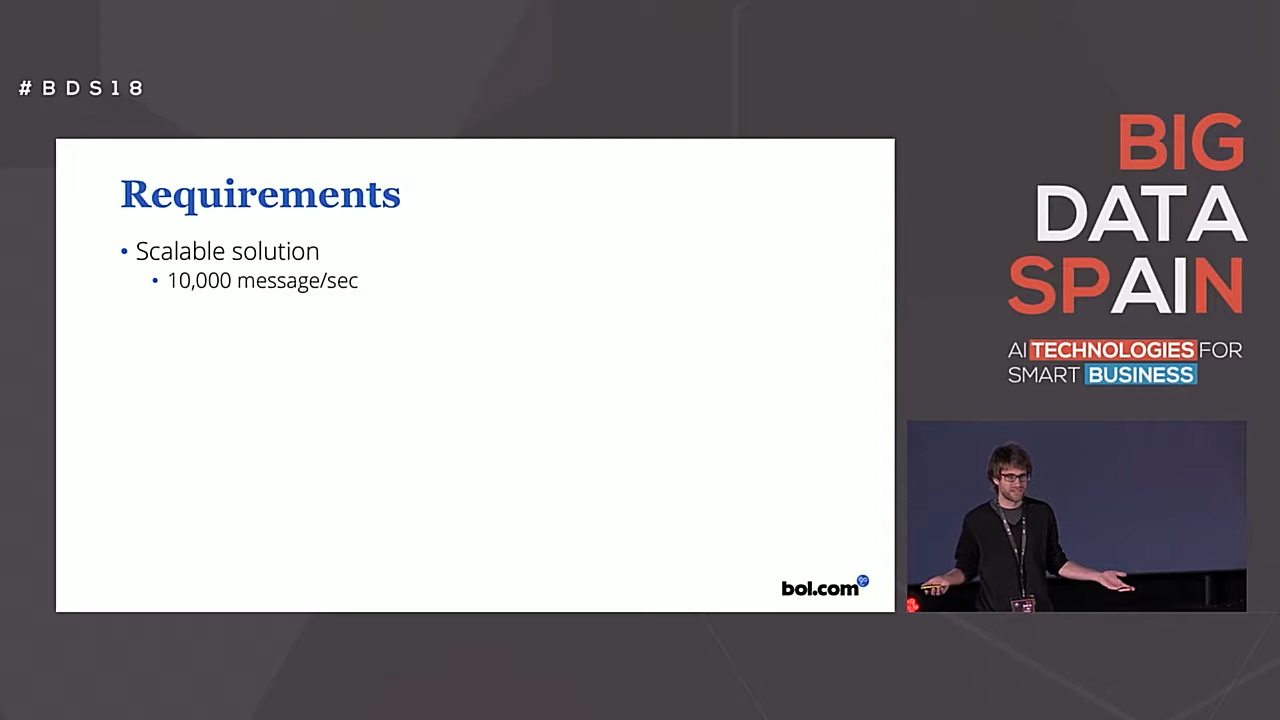 #BDS18
Requirements
• Scalable solution
• 10,000 message/sec
bol.com
BIG
DATA
SPAIN
AI TECHNOLOGIES FOR
SMART BUSINESS